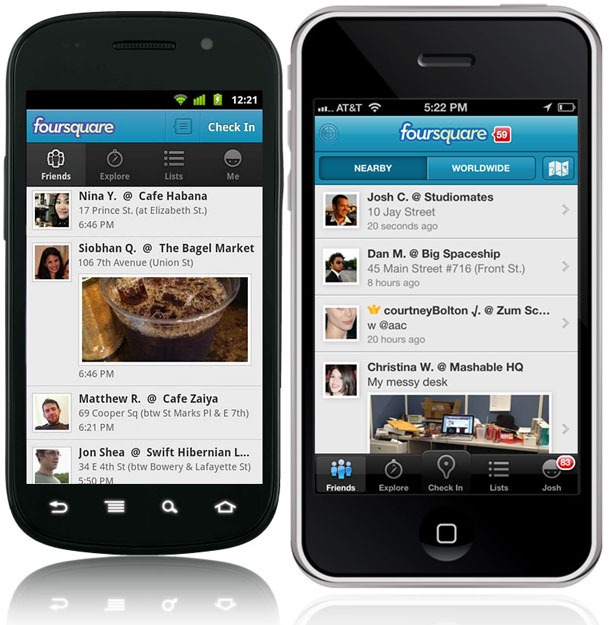 12:21
foursquare
Check In
Friends Explore Lists Me
Nina Y. @ Cafe Habana
17 Prince St. (at Elizabeth St.)
6:46 PM
Siobhan Q. @ The Bagel Market
106 7th Avenue (Union St)
6:46 PM
Matthew R. @ Cafe Zaiya
69 Cooper Sq (btw St Marks Pl & E 7th)
6:21 PM
Jon Shea @ Swift Hibernian L...
34 E 4th St (btw Bowery & Lafayette St)
5:50 PM
AT&T 5:22 PM
foursquare 59
NEARBY WORLDWIDE
Josh C. @ Studiomates
10 Jay Street
20 seconds ago
Dan M. @ Big Spaceship
45 Main Street #716 (Front St.)
8 hours ago
courtneyBolton √. @ Zum Sc...
w @aac
20 hours ago
Christina W. @ Mashable HQ
My messy desk
83
Friends Explore Check In Lists Josh